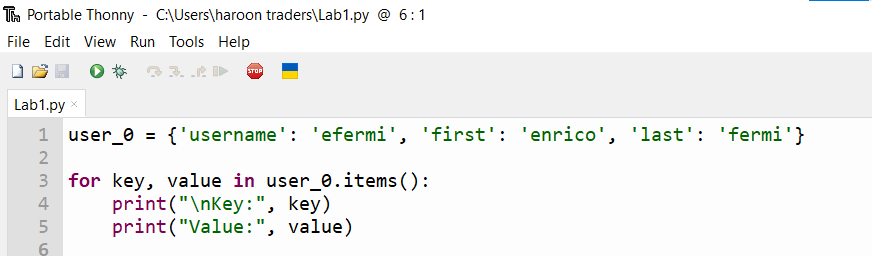 Th Portable Thonny - C:\Users\haroon traders\Lab1.py @ 6 : 1
File Edit View Run Tools Help
STOP
Lab1.py ×
1 user_0 = {'username': 'efermi', 'first': 'enrico', 'last': 'fermi'}
2
3 for key, value in user_0.items():
4     print("\nKey:", key)
5     print("Value:", value)
6